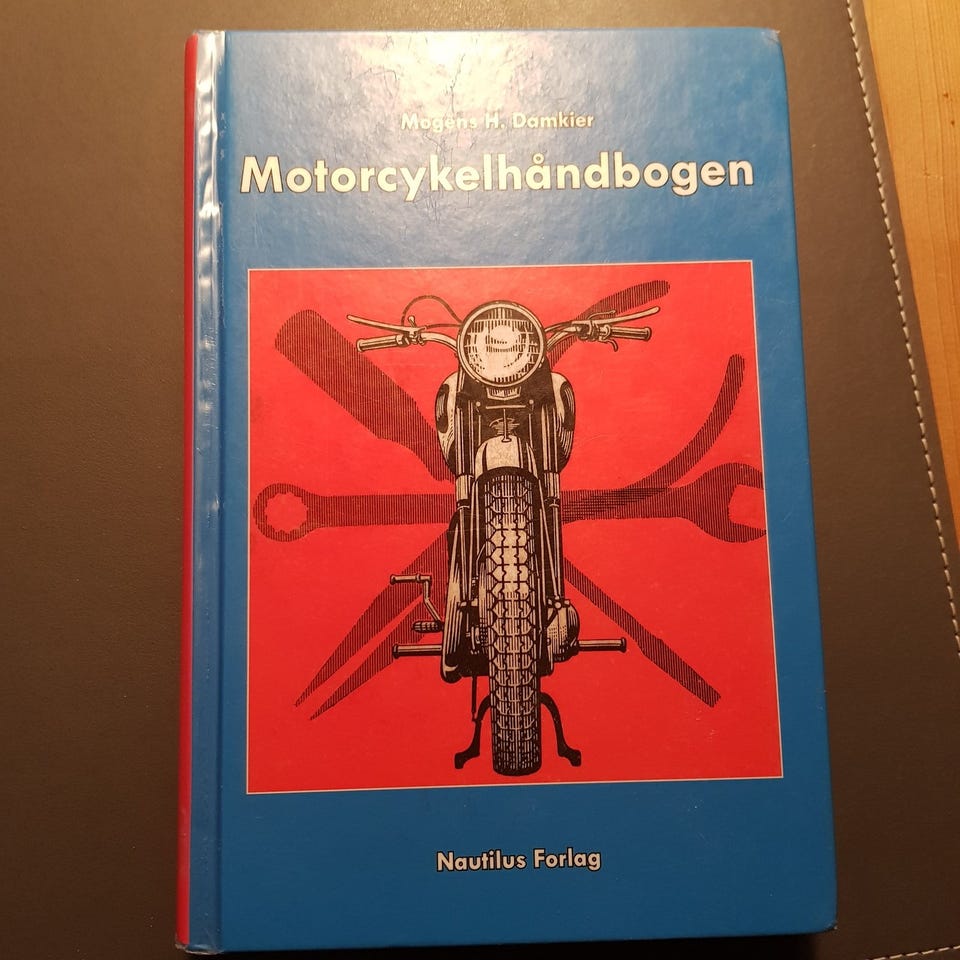 Mogens H. Damkier
Motorcykelhåndbogen
Nautilus Forlag